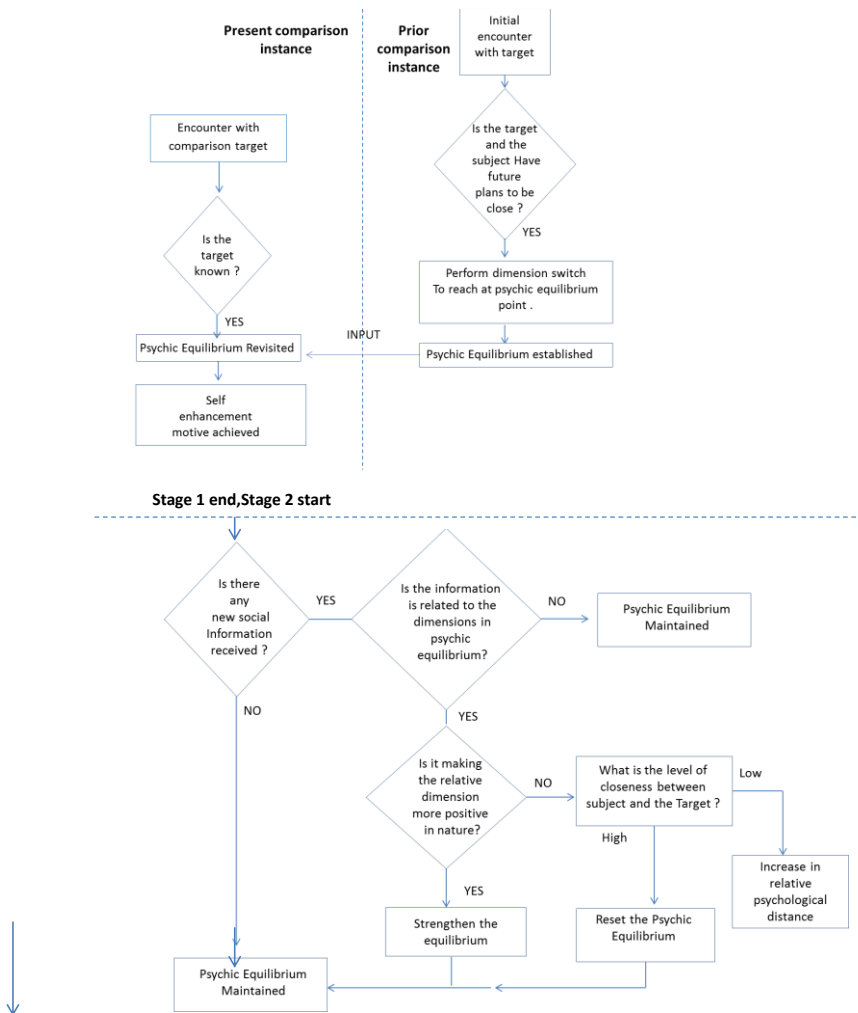 Present comparison
instance
Prior
comparison
instance
Initial
encounter
with target
Encounter with
comparison target
Is the target
and the
subject Have
future
plans to be
close ?
YES
Is the
target
known ?
YES
Perform dimension switch
To reach at psychic equilibrium
point .
INPUT
Psychic Equilibrium Revisited
Psychic Equilibrium established
Self
enhancement
motive achieved
Stage 1 end,Stage 2 start
Is there
any
new social
Information
received ?
YES
Is the information
is related to the
dimensions in
psychic
equilibrium?
NO
Psychic Equilibrium
Maintained
NO
YES
Is it making
the relative
dimension
more positive
in nature?
NO
What is the level of
closeness between
subject and the Target ?
Low
High
YES
Increase in
relative
psychological
distance
Strengthen the
equilibrium
Reset the Psychic
Equilibrium
Psychic Equilibrium
Maintained